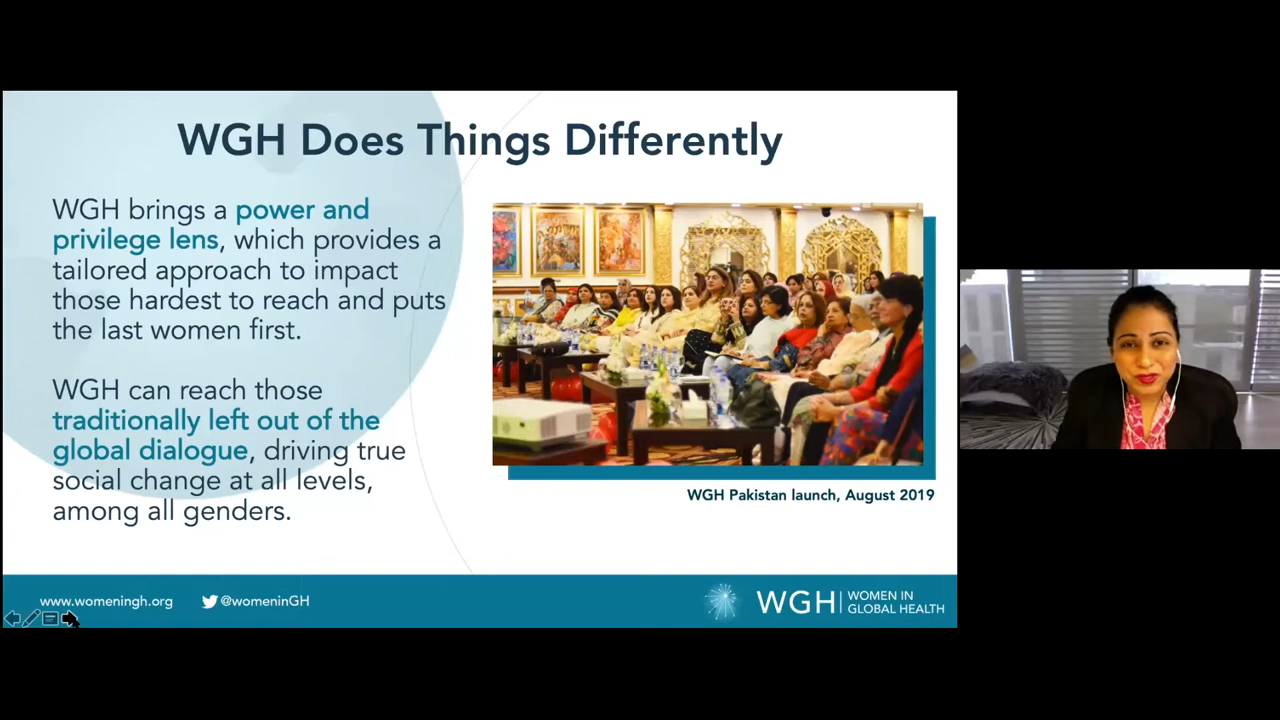 WGH Does Things Differently
WGH brings a power and
privilege lens, which provides a
tailored approach to impact
those hardest to reach and puts
the last women first.
WGH can reach those
traditionally left out of the
global dialogue, driving true
social change at all levels,
among all genders.
WGH Pakistan launch, August 2019
www.womeningh.org
@womeninGH
WGH
WOMEN IN
GLOBAL HEALTH